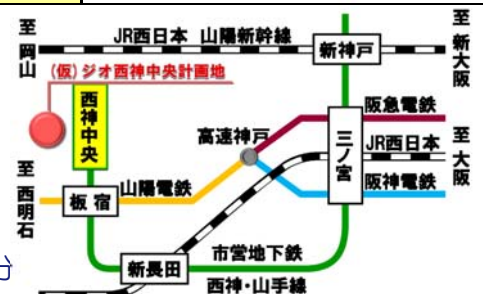 至岡山
JR西日本 山陽新幹線
新神戸
至新大阪
(仮)ジオ西神中央計画地
西神中央
高速神戸
三ノ宮
阪急電鉄
JR西日本
至大阪
阪神電鉄
至西明石
板宿
山陽電鉄
新長田
市営地下鉄
西神・山手線
分